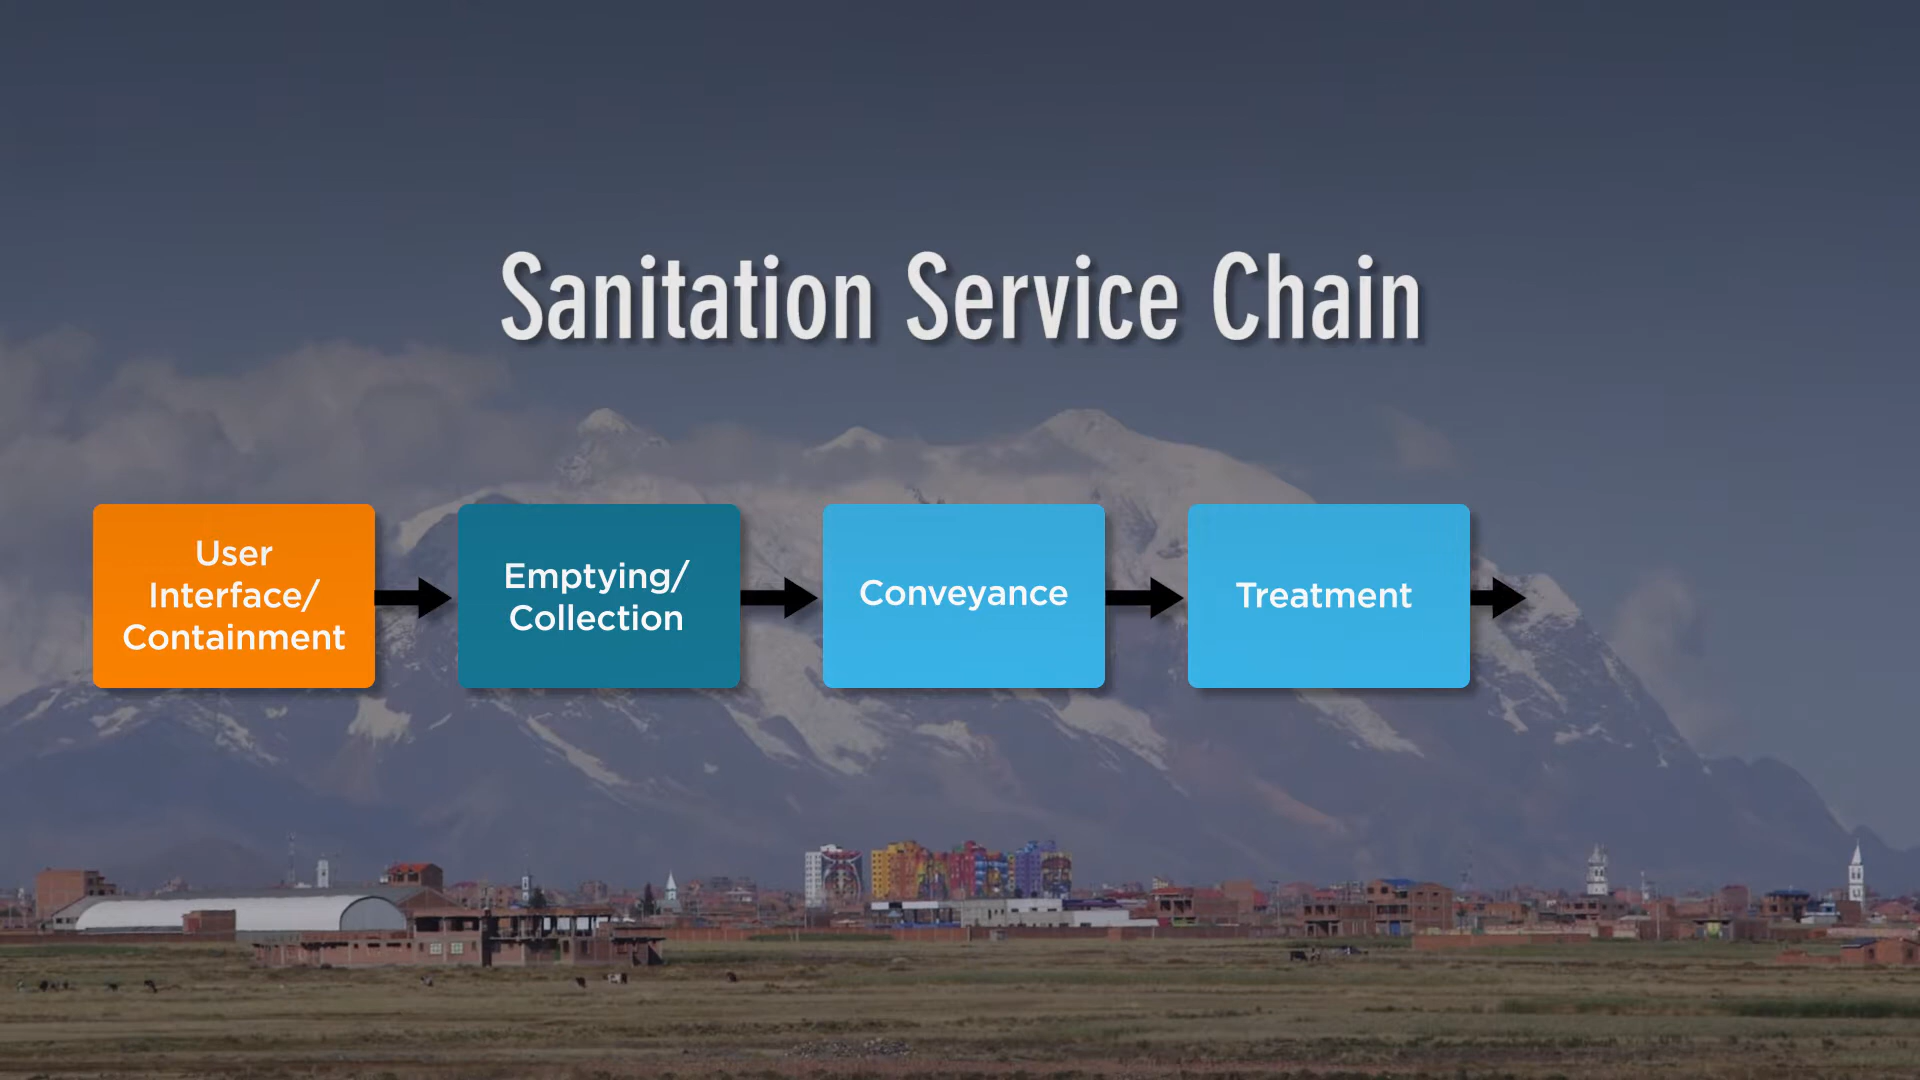 Sanitation Service Chain
User
Interface/
Containment
Emptying/
Collection
Conveyance
Treatment